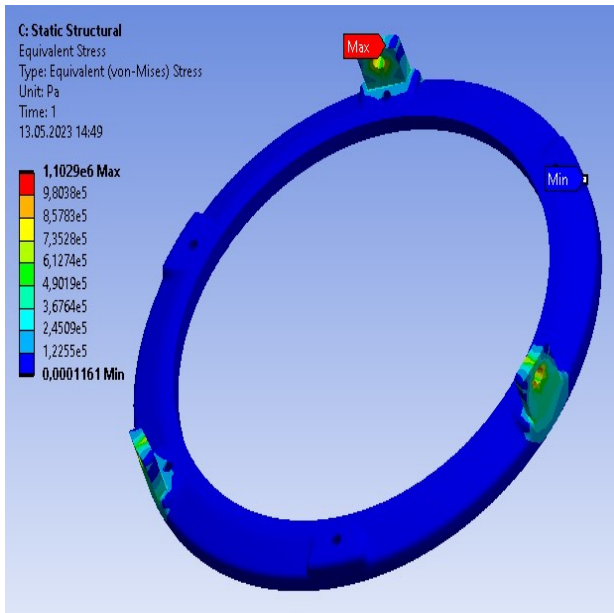 C: Static Structural
Equivalent Stress
Type: Equivalent (von-Mises) Stress
Unit: Pa
Time: 1
13.05.2023 14:49
1,1029e6 Max
9,8038e5
8,5783e5
7,3528e5
6,1274e5
4,9019e5
3,6764e5
2,4509e5
1,2255e5
0,0001161 Min
Max
Min